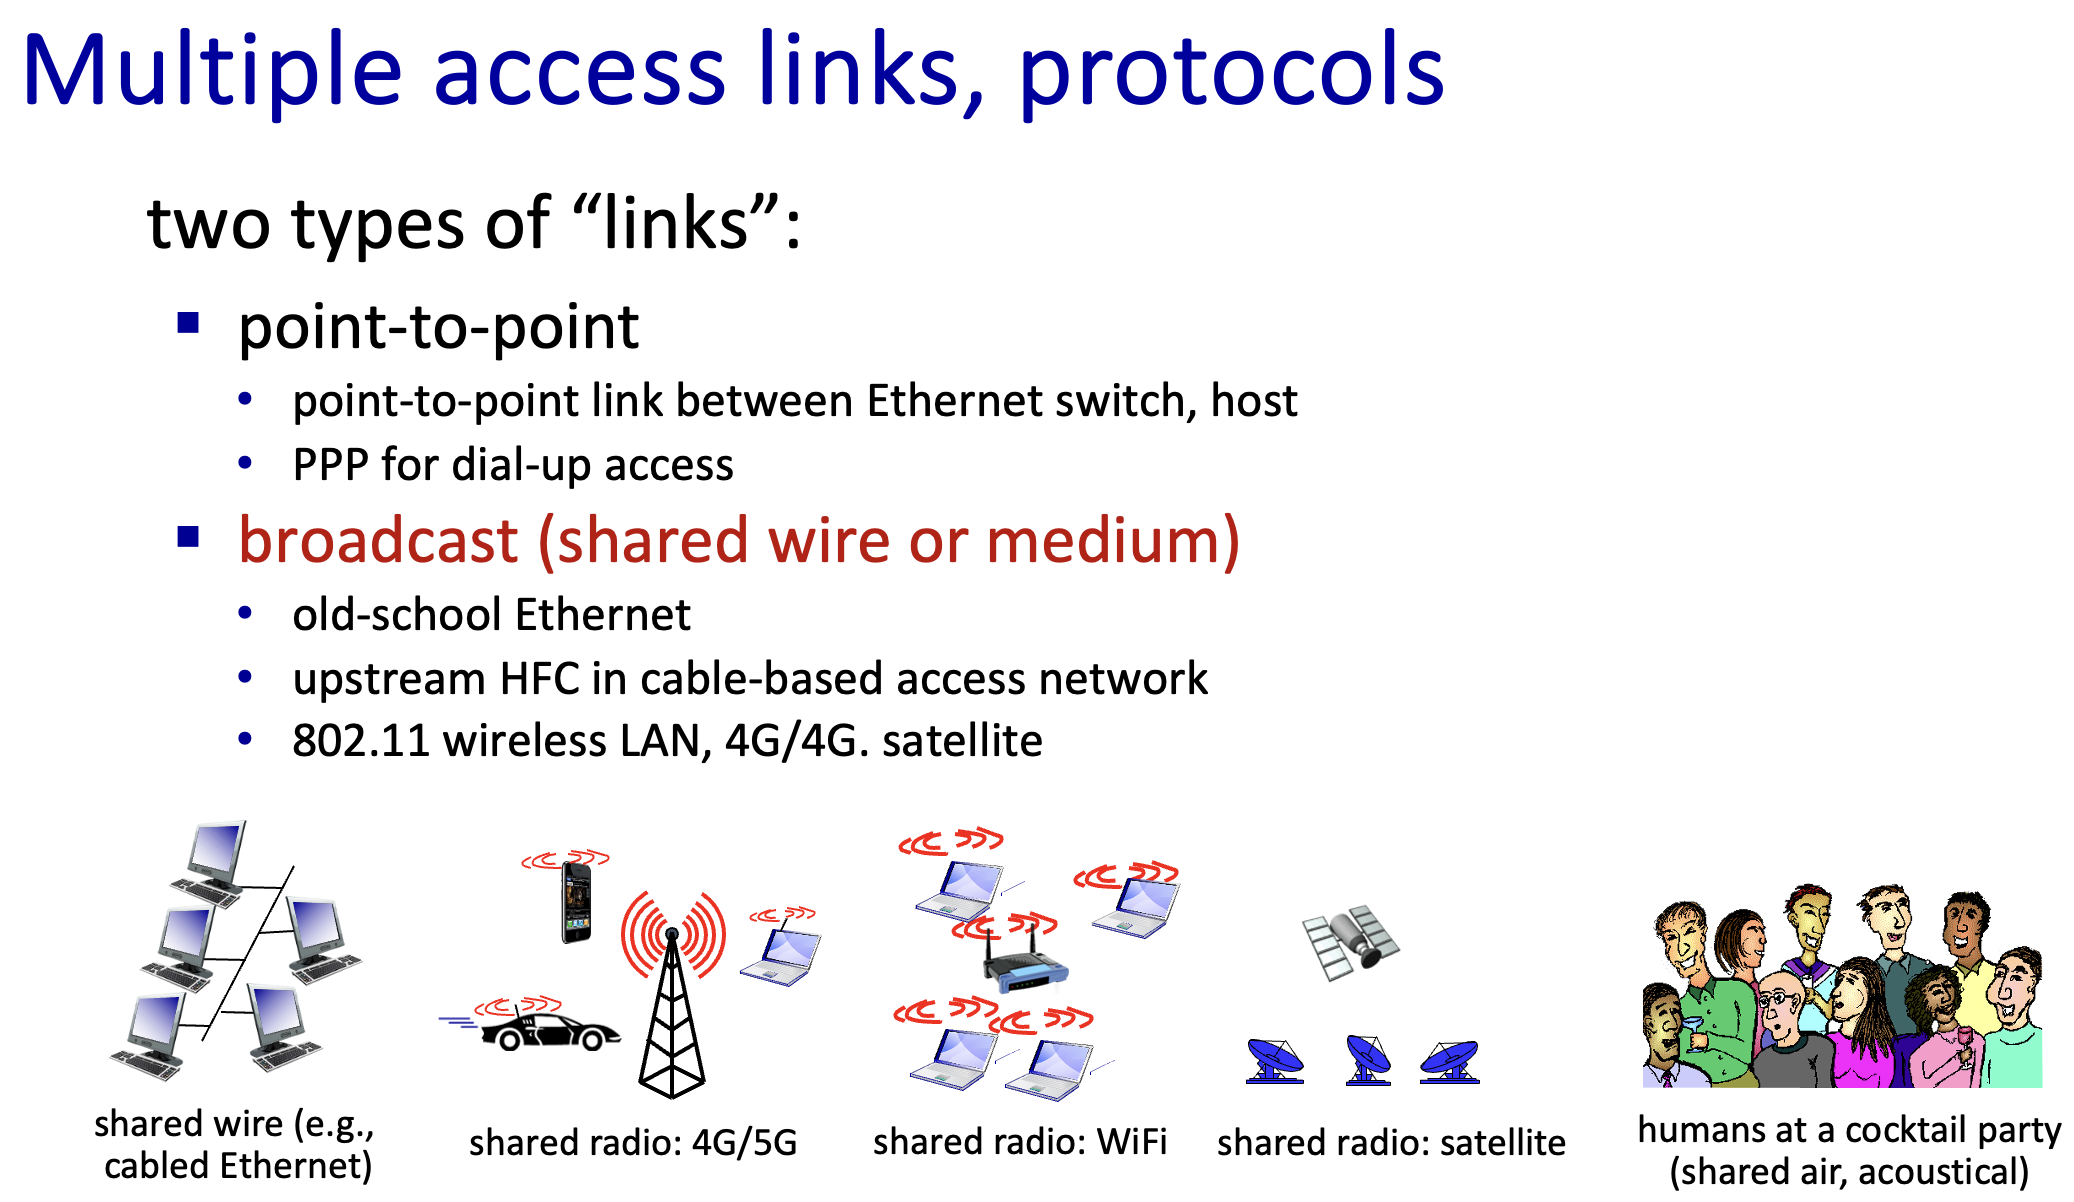 Multiple access links, protocols
two types of “links”:
▪ point-to-point
• point-to-point link between Ethernet switch, host
• PPP for dial-up access
▪ broadcast (shared wire or medium)
• old-school Ethernet
• upstream HFC in cable-based access network
• 802.11 wireless LAN, 4G/4G. satellite
shared wire (e.g.,
cabled Ethernet)
shared radio: 4G/5G
shared radio: WiFi
shared radio: satellite
humans at a cocktail party
(shared air, acoustical)